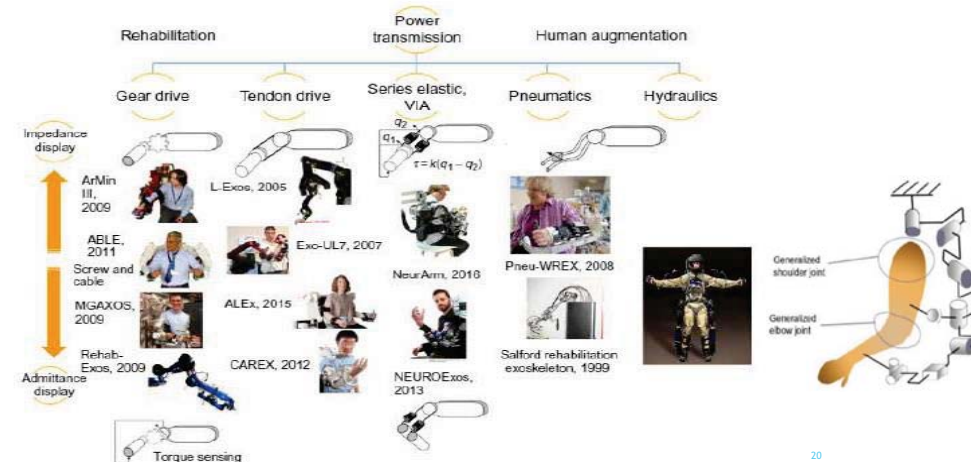 Power
transmission
Rehabilitation
Human augmentation
Gear drive
Tendon drive
Series elastic,
VIA
Pneumatics
Hydraulics
Impedance
display
q₂
q₁
τ = k(q₁ − q₂)
ArMin
III,
2009
L-Exos, 2005
ABLE,
2011
Screw and
cable
Exo-UL7, 2007
NeurArm, 2016
Pneu-WREX, 2008
MGAXOS,
2009
ALEx, 2015
Rehab-
Exos, 2009
CAREX, 2012
NEUROExos,
2013
Salford rehabilitation
exoskeleton, 1999
Admittance
display
Torque sensing
Generalized
shoulder joint
Generalized
elbow joint
20